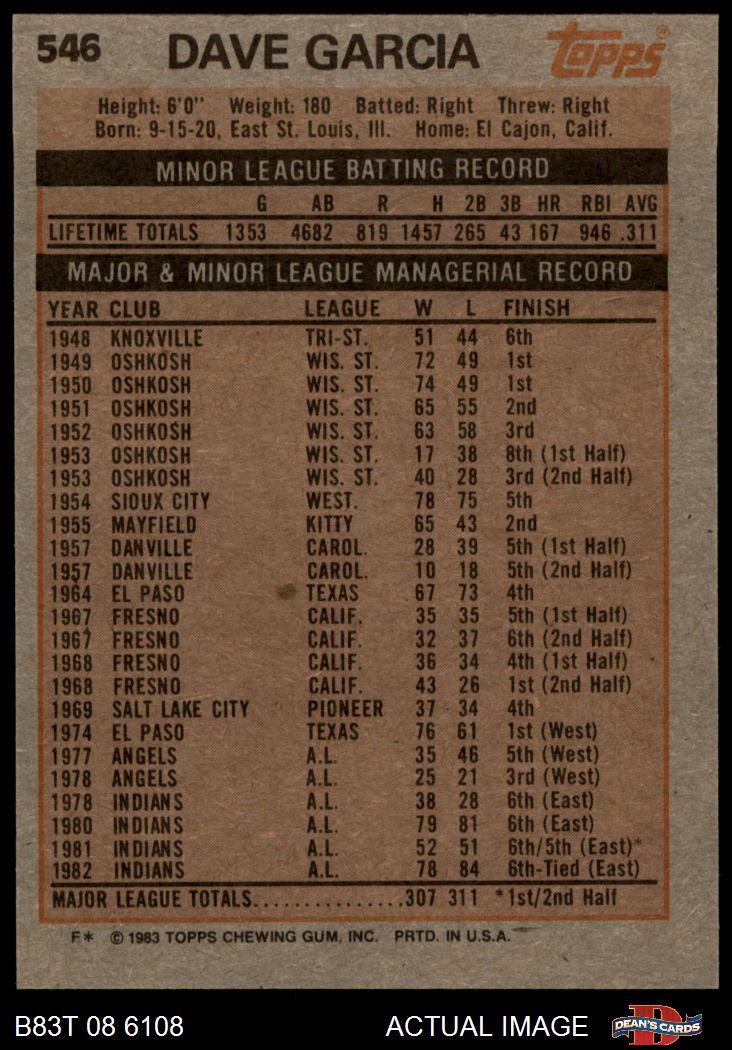 546 DAVE GARCIA Topps®
Height: 6'0" Weight: 180 Batted: Right Threw: Right
Born: 9-15-20, East St. Louis, Ill. Home: El Cajon, Calif.
MINOR LEAGUE BATTING RECORD
G AB R H 2B 3B HR RBI AVG
LIFETIME TOTALS 1353 4682 819 1457 265 43 167 946 .311
MAJOR & MINOR LEAGUE MANAGERIAL RECORD
YEAR CLUB LEAGUE W L FINISH
1948 KNOXVILLE TRI-ST. 51 44 6th
1949 OSHKOSH WIS. ST. 72 49 1st
1950 OSHKOSH WIS. ST. 74 49 1st
1951 OSHKOSH WIS. ST. 65 55 2nd
1952 OSHKOSH WIS. ST. 63 58 3rd
1953 OSHKOSH WIS. ST. 17 38 8th (1st Half)
1953 OSHKOSH WIS. ST. 40 28 3rd (2nd Half)
1954 SIOUX CITY WEST. 78 75 5th
1955 MAYFIELD KITTY 65 43 2nd
1957 DANVILLE CAROL. 28 39 5th (1st Half)
1957 DANVILLE CAROL. 10 18 5th (2nd Half)
1964 EL PASO TEXAS 67 73 4th
1967 FRESNO CALIF. 35 35 5th (1st Half)
1967 FRESNO CALIF. 32 37 6th (2nd Half)
1968 FRESNO CALIF. 36 34 4th (1st Half)
1968 FRESNO CALIF. 43 26 1st (2nd Half)
1969 SALT LAKE CITY PIONEER 37 34 4th
1974 EL PASO TEXAS 76 61 1st (West)
1977 ANGELS A.L. 35 46 5th (West)
1978 ANGELS A.L. 25 21 3rd (West)
1978 INDIANS A.L. 38 28 6th (East)
1980 INDIANS A.L. 79 81 6th (East)
1981 INDIANS A.L. 52 51 6th/5th (East)*
1982 INDIANS A.L. 78 84 6th-Tied (East)
MAJOR LEAGUE TOTALS...............307 311 *1st/2nd Half
F* © 1983 TOPPS CHEWING GUM, INC. PRTD. IN U.S.A.
B83T 08 6108 ACTUAL IMAGE D DEAN'S CARDS